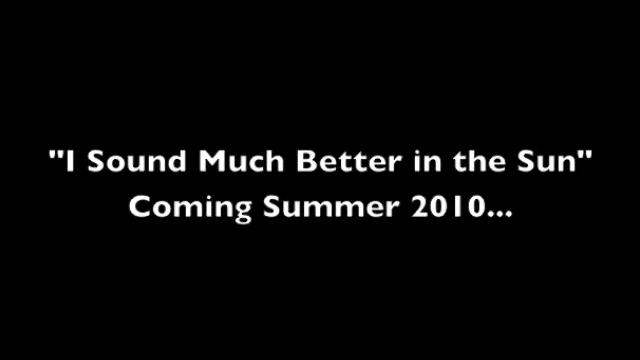 "I Sound Much Better in the Sun"
Coming Summer 2010...